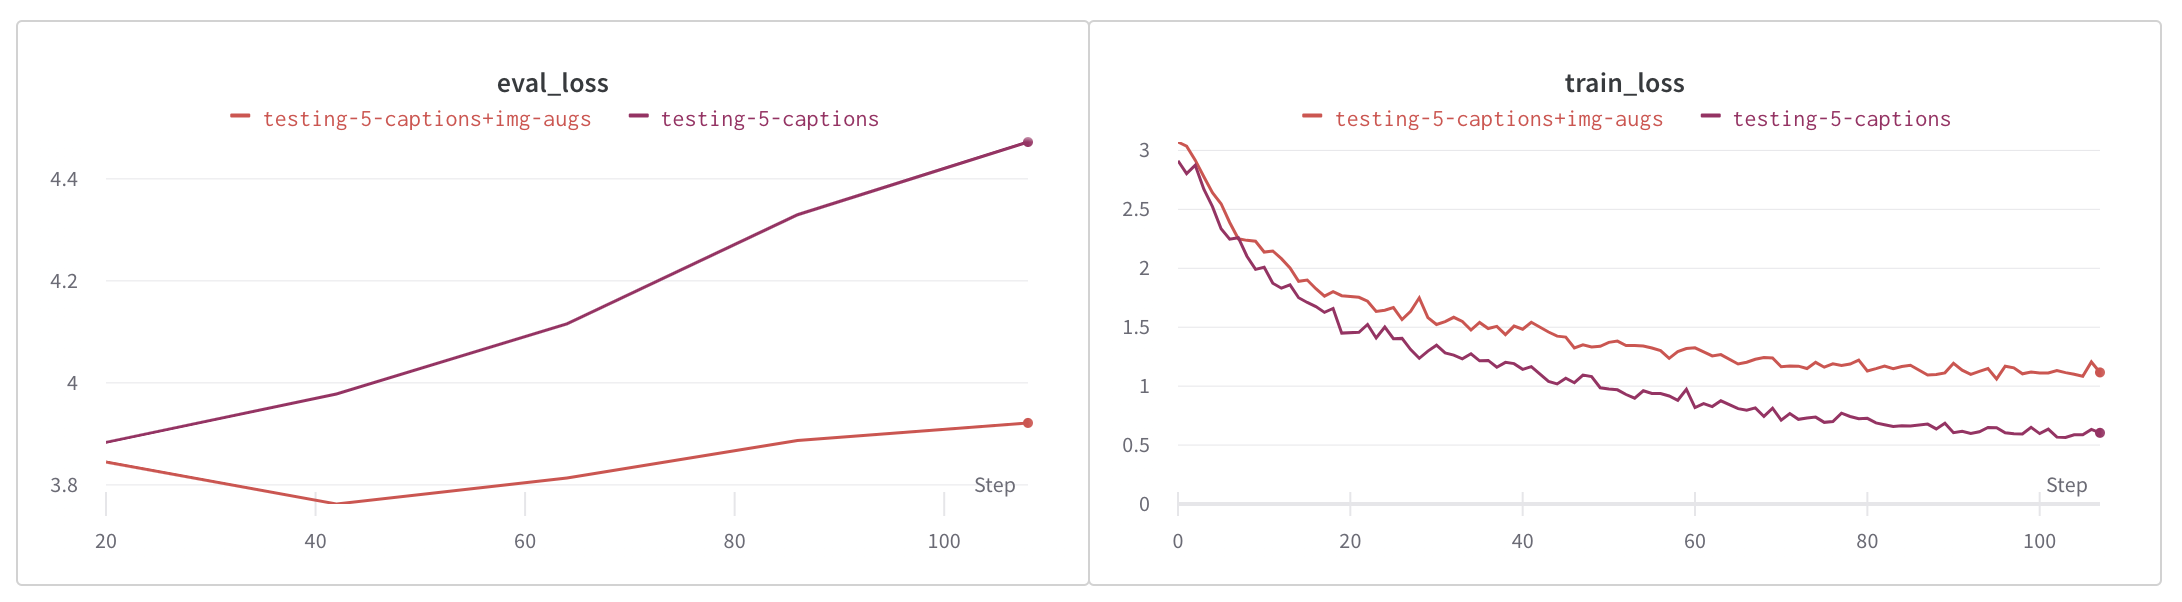 eval_loss
testing-5-captions+img-augs testing-5-captions
4.4
4.2
4
3.8
Step
20 40 60 80 100
train_loss
testing-5-captions+img-augs testing-5-captions
3
2.5
2
1.5
1
0.5
0
Step
0 20 40 60 80 100